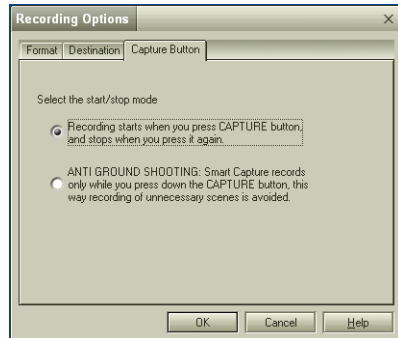 Recording Options
Format Destination Capture Button
Select the start/stop mode
Recording starts when you press CAPTURE button,
and stops when you press it again.
ANTI GROUND SHOOTING: Smart Capture records
only while you press down the CAPTURE button, this
way recording of unnecessary scenes is avoided.
OK Cancel Help